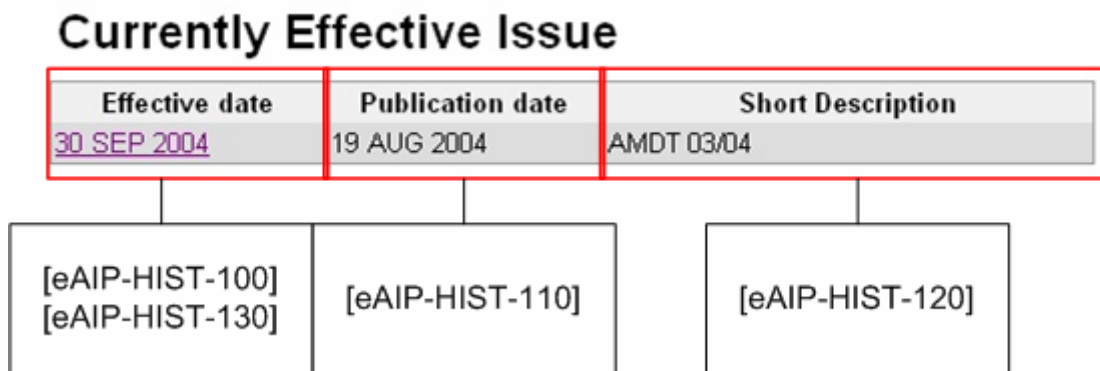 Currently Effective Issue
Effective date Publication date Short Description
30 SEP 2004 19 AUG 2004 AMDT 03/04
[eAIP-HIST-100]
[eAIP-HIST-130]
[eAIP-HIST-110]
[eAIP-HIST-120]